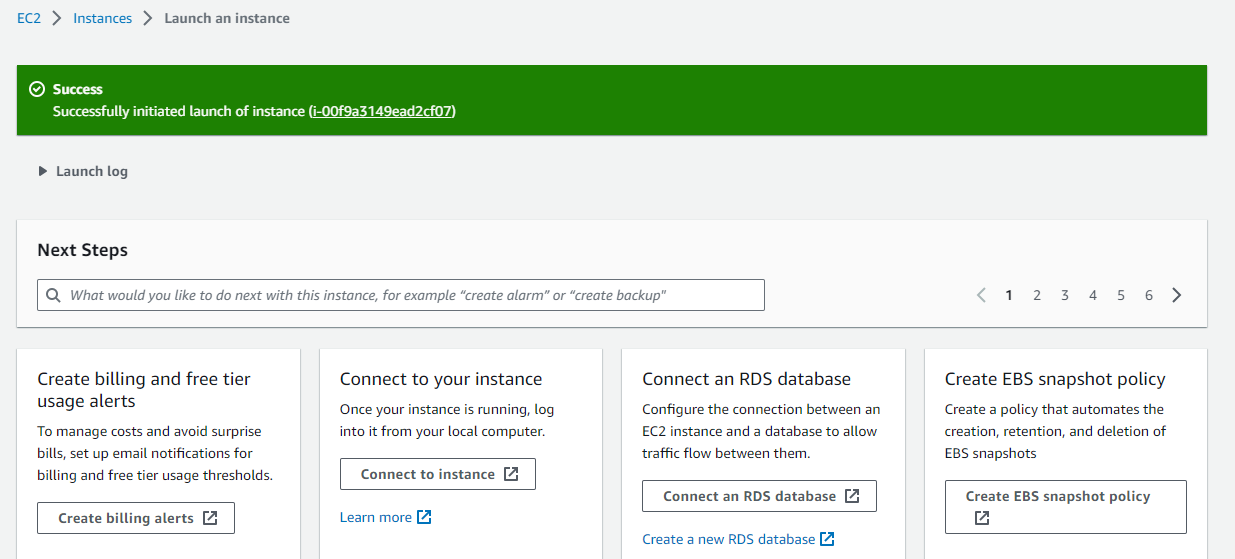 EC2 > Instances > Launch an instance
Success
Successfully initiated launch of instance (i-00f9a3149ead2cf07)
Launch log
Next Steps
What would you like to do next with this instance, for example “create alarm” or “create backup"
1 2 3 4 5 6
Create billing and free tier
usage alerts
To manage costs and avoid surprise
bills, set up email notifications for
billing and free tier usage thresholds.
Create billing alerts
Connect to your instance
Once your instance is running, log
into it from your local computer.
Connect to instance
Learn more
Connect an RDS database
Configure the connection between an
EC2 instance and a database to allow
traffic flow between them.
Connect an RDS database
Create a new RDS database
Create EBS snapshot policy
Create a policy that automates the
creation, retention, and deletion of
EBS snapshots
Create EBS snapshot policy